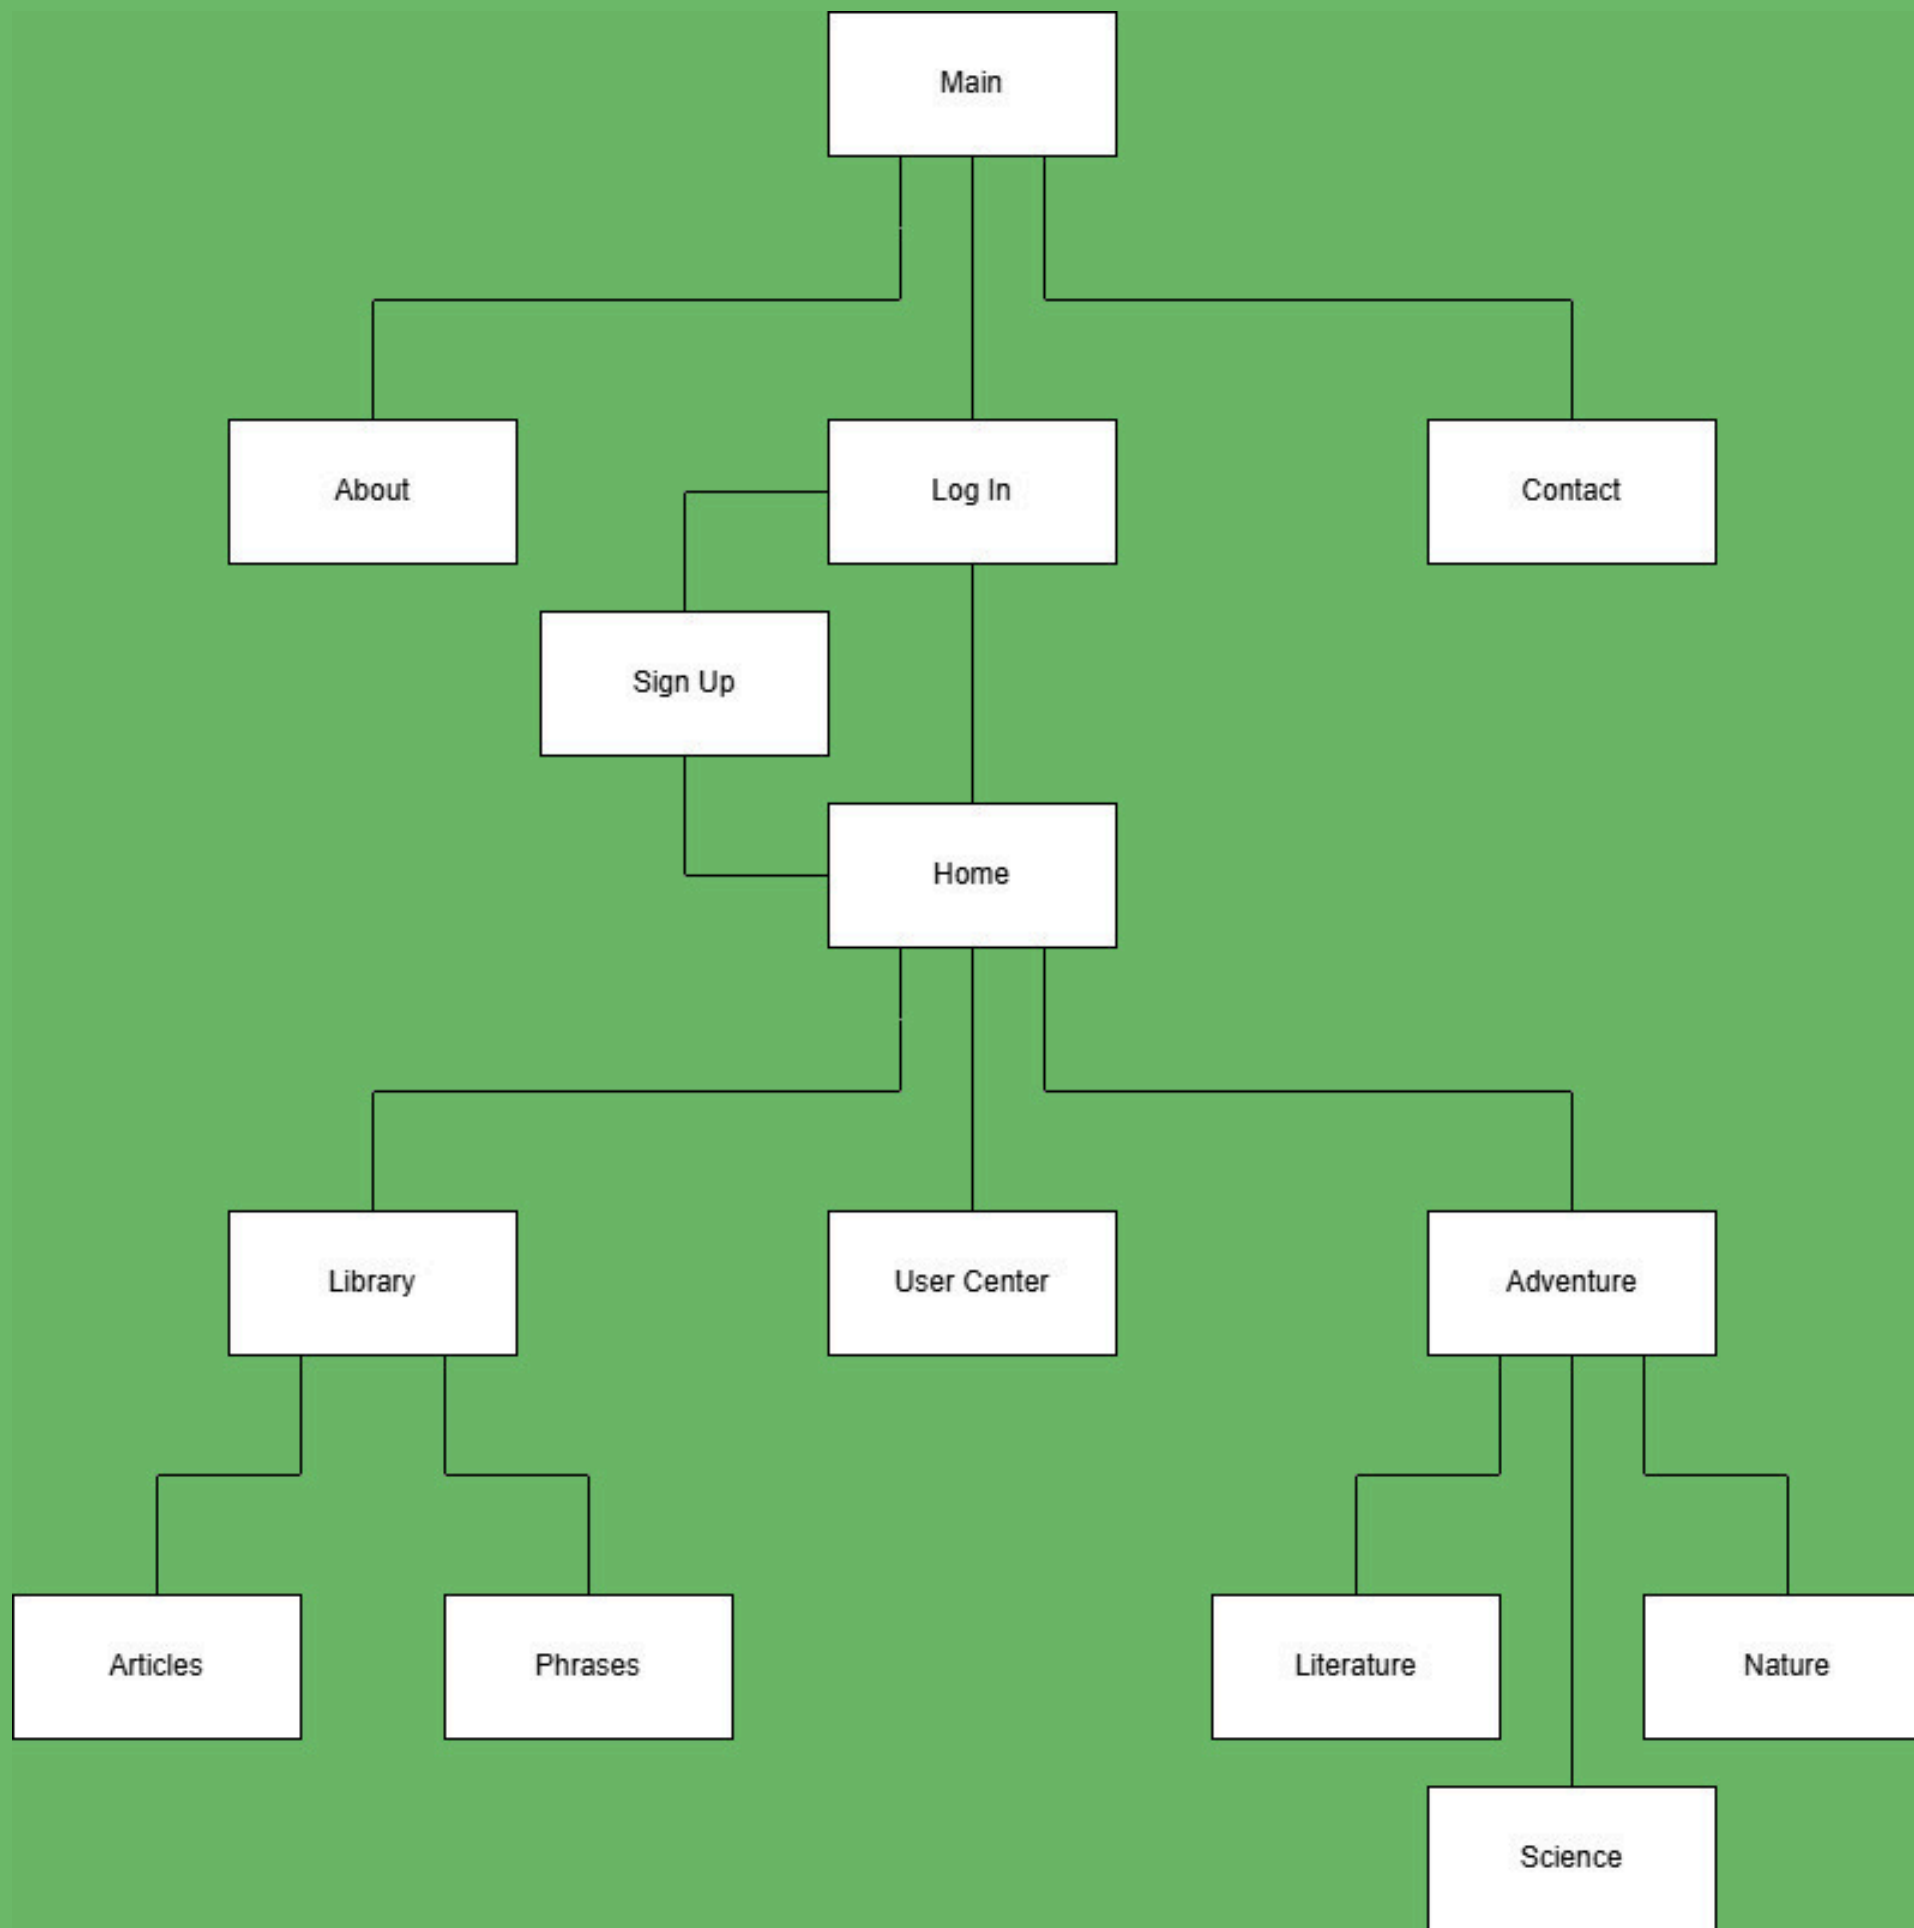 Main
About
Log In
Contact
Sign Up
Home
Library
User Center
Adventure
Articles
Phrases
Literature
Nature
Science